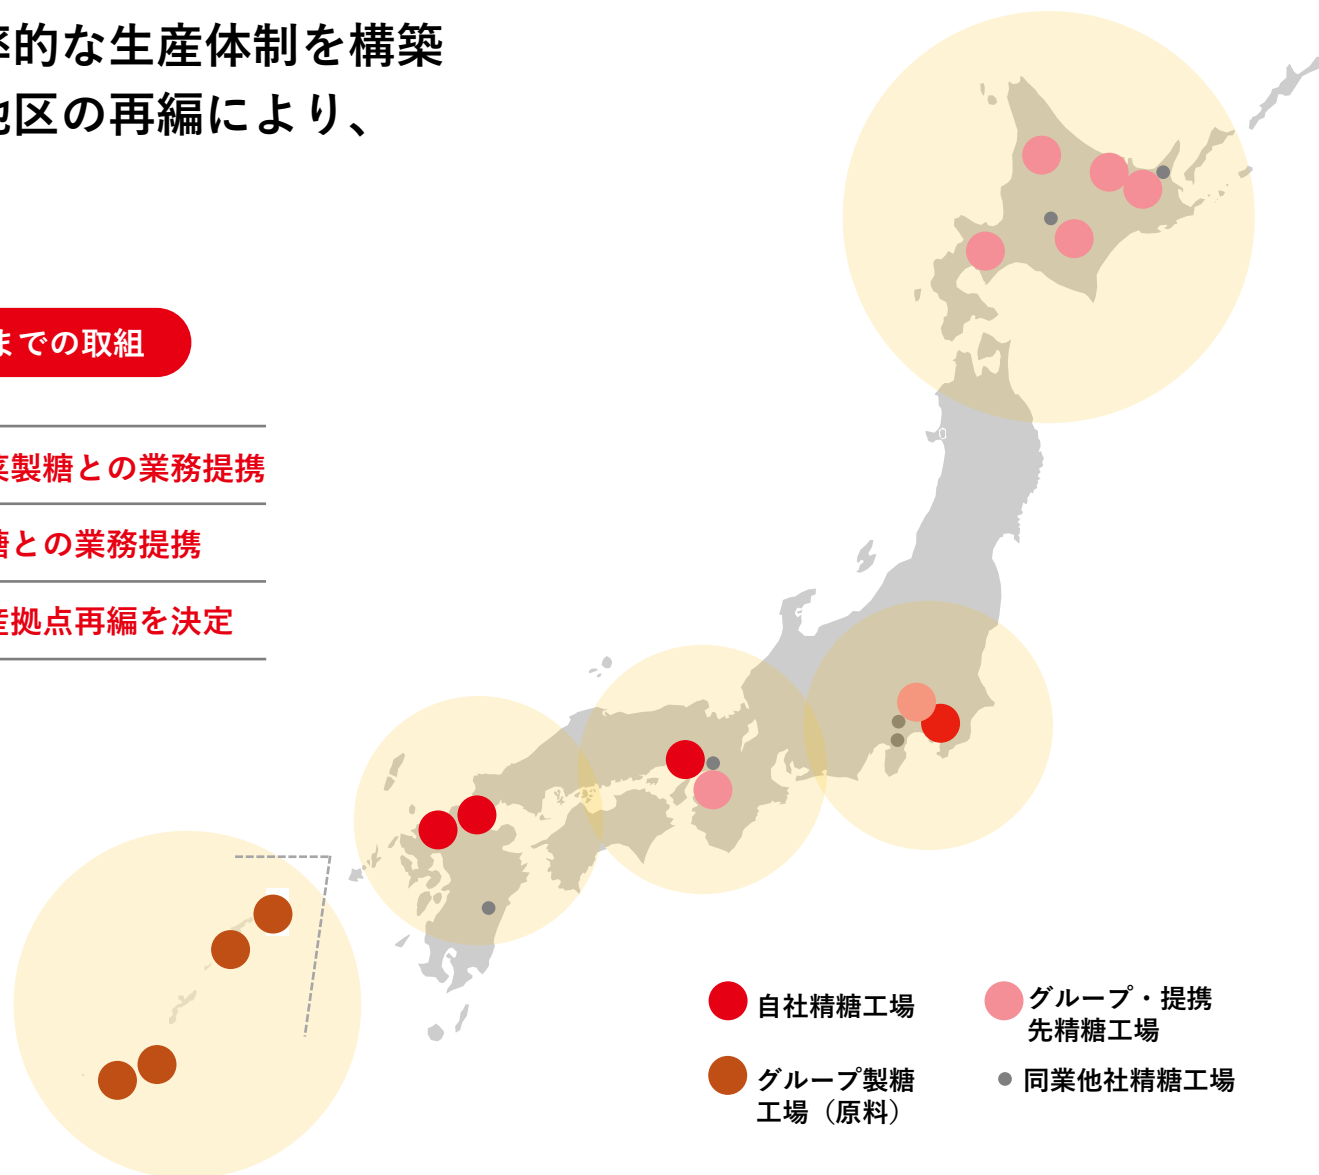 的な生産体制を構築
区の再編により、
までの取組
製糖との業務提携
との業務提携
拠点再編を決定
自社精糖工場
グループ・提携
先精糖工場
グループ製糖
工場（原料）
同業他社精糖工場